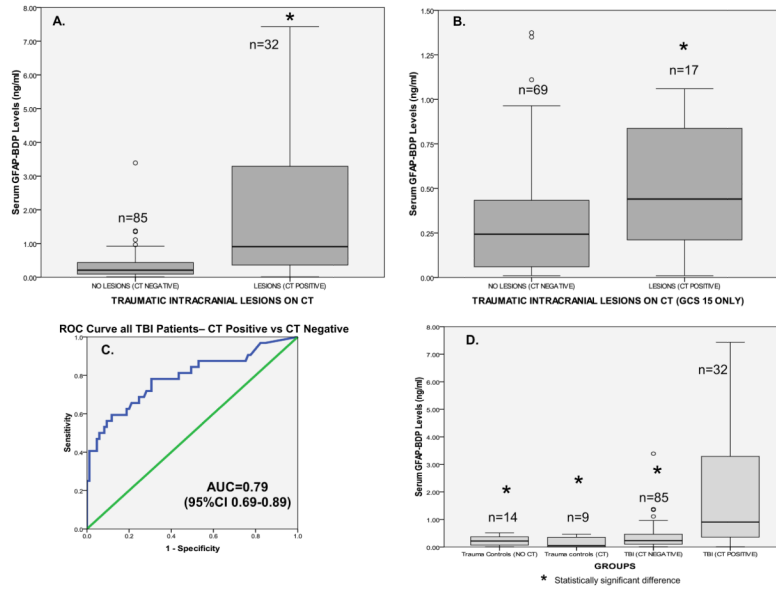 A.
*
n=32
n=85
8.00
7.00
6.00
5.00
4.00
3.00
2.00
1.00
0.00
Serum GFAP-BDP Levels (ng/ml)
NO LESIONS (CT NEGATIVE)
LESIONS (CT POSITIVE)
TRAUMATIC INTRACRANIAL LESIONS ON CT
B.
*
n=17
n=69
1.50
1.25
1.00
0.75
0.50
0.25
0.00
Serum GFAP-BDP Levels (ng/ml)
NO LESIONS (CT NEGATIVE)
LESIONS (CT POSITIVE)
TRAUMATIC INTRACRANIAL LESIONS ON CT (GCS 15 ONLY)
ROC Curve all TBI Patients– CT Positive vs CT Negative
C.
1.0
0.8
0.6
0.4
0.2
0.0
Sensitivity
AUC=0.79
(95%CI 0.69-0.89)
0.0 0.2 0.4 0.6 0.8 1.0
1 - Specificity
D.
8.00
7.00
6.00
5.00
4.00
3.00
2.00
1.00
0.00
Serum GFAP-BDP Levels (ng/ml)
n=32
* * *
n=85
n=14 n=9
Trauma Controls (NO CT)
Trauma controls (CT)
TBI (CT NEGATIVE)
TBI (CT POSITIVE)
GROUPS
* Statistically significant difference